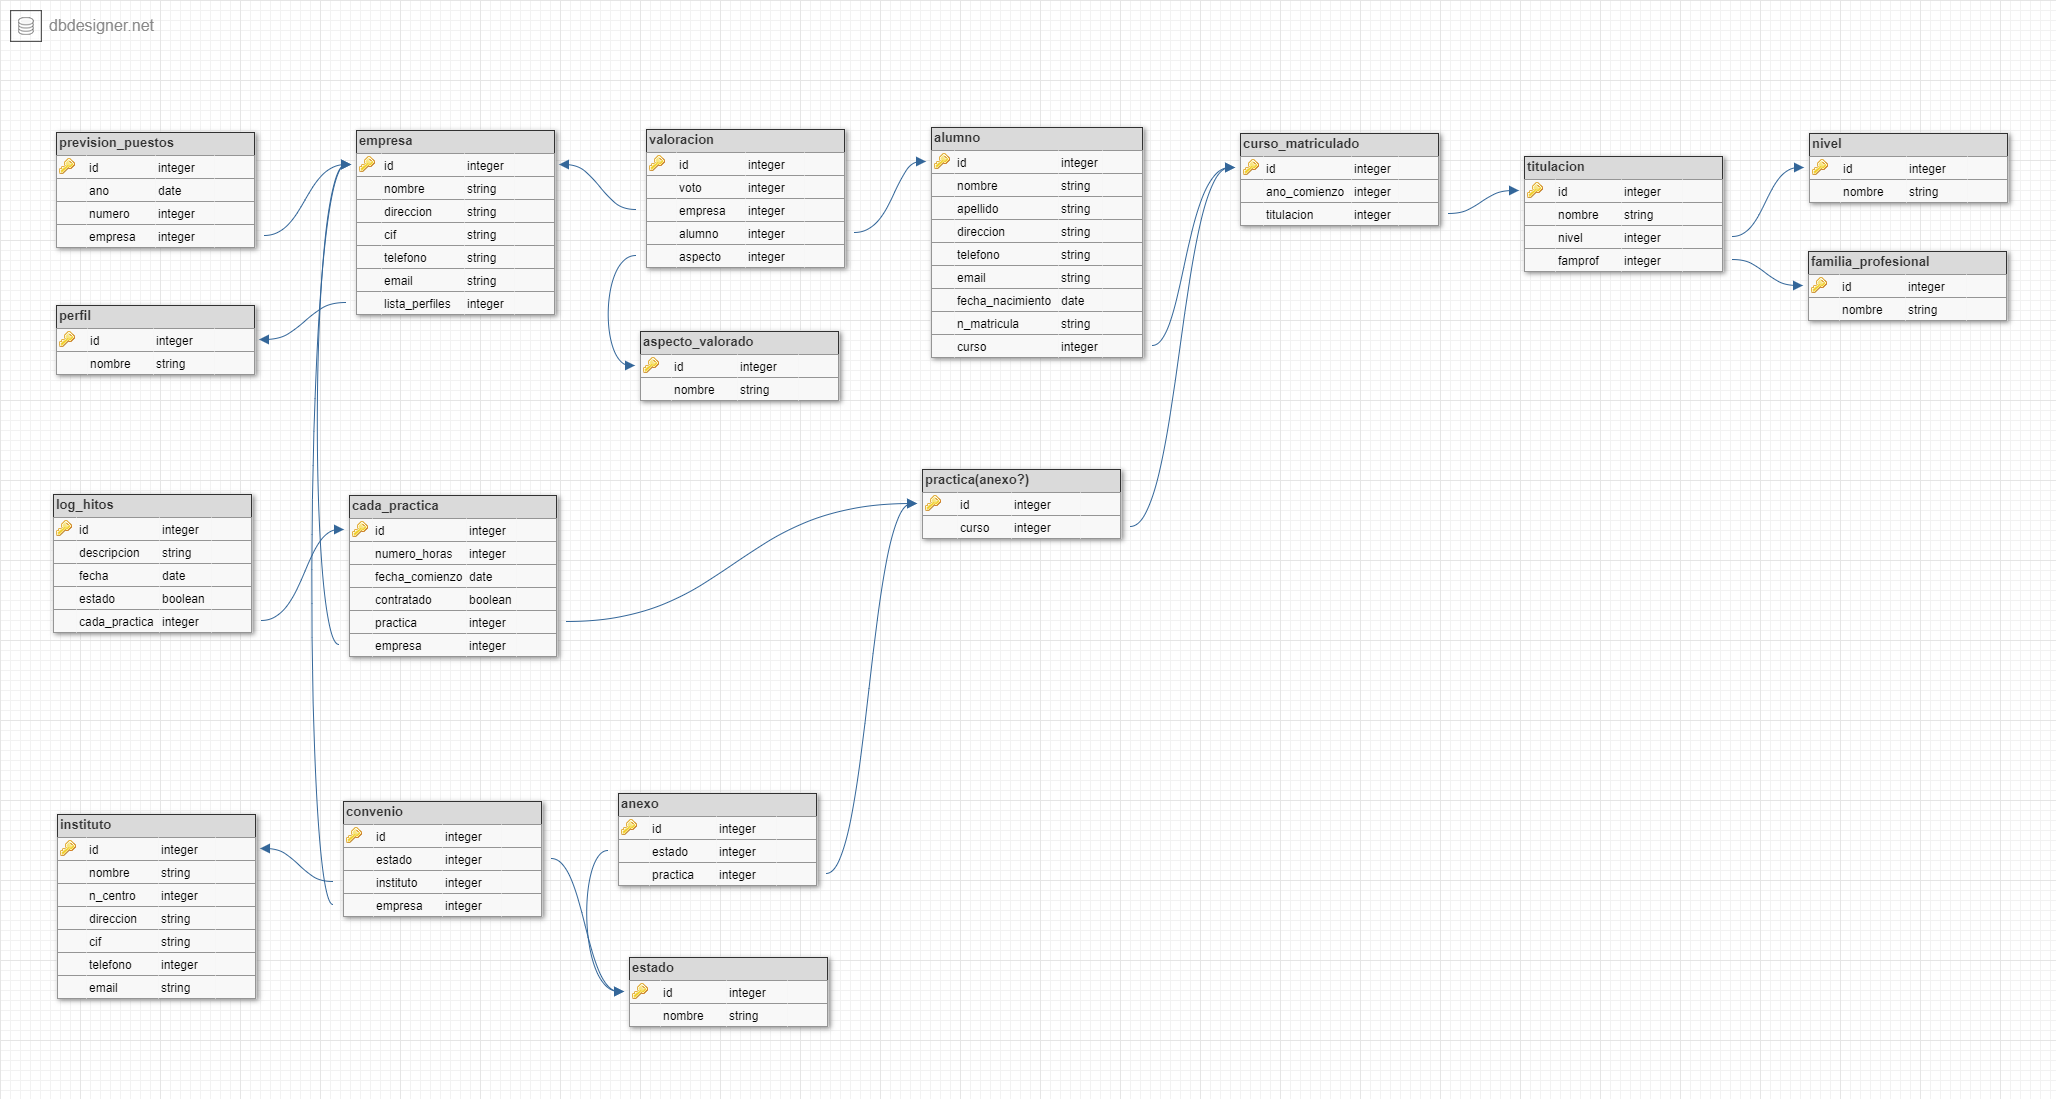 dbdesigner.net
prevision_puestos
id integer
ano date
numero integer
empresa integer
empresa
id integer
nombre string
direccion string
cif string
telefono string
email string
lista_perfiles integer
valoracion
id integer
voto integer
empresa integer
alumno integer
aspecto integer
alumno
id integer
nombre string
apellido string
direccion string
telefono string
email string
fecha_nacimiento date
n_matricula string
curso integer
curso_matriculado
id integer
ano_comienzo integer
titulacion integer
titulacion
id integer
nombre string
nivel integer
famprof integer
nivel
id integer
nombre string
familia_profesional
id integer
nombre string
perfil
id integer
nombre string
aspecto_valorado
id integer
nombre string
log_hitos
id integer
descripcion string
fecha date
estado boolean
cada_practica integer
cada_practica
id integer
numero_horas integer
fecha_comienzo date
contratado boolean
practica integer
empresa integer
practica(anexo?)
id integer
curso integer
instituto
id integer
nombre string
n_centro integer
direccion string
cif string
telefono integer
email string
convenio
id integer
estado integer
instituto integer
empresa integer
anexo
id integer
estado integer
practica integer
estado
id integer
nombre string